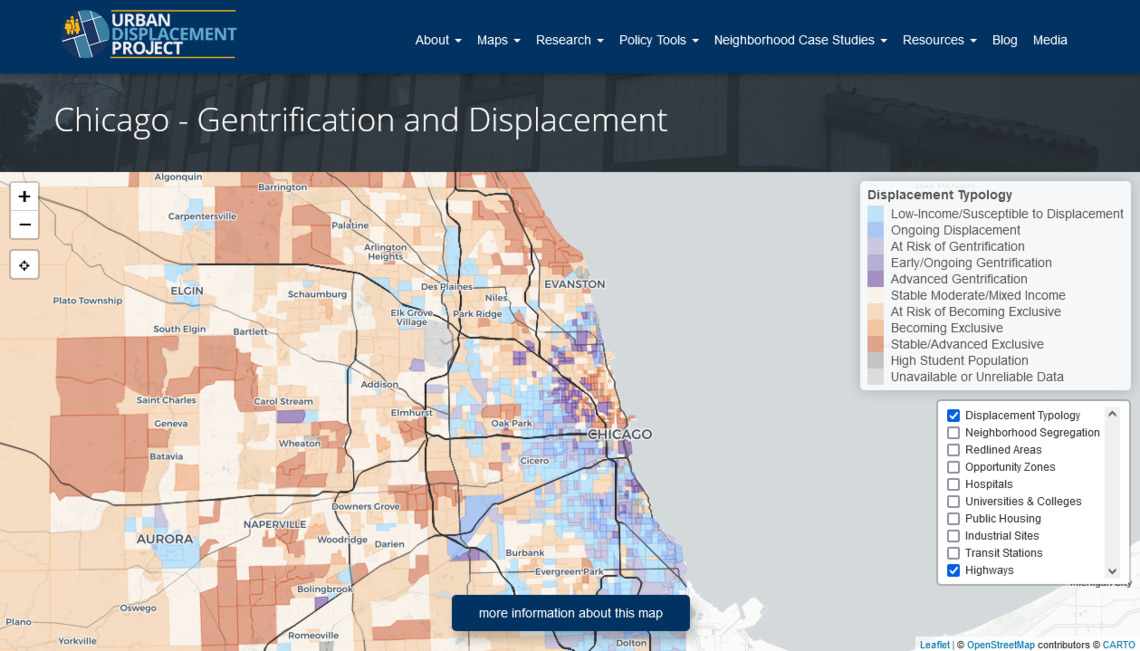 URBAN
DISPLACEMENT
PROJECT
About Maps Research Policy Tools Neighborhood Case Studies Resources Blog Media
Chicago - Gentrification and Displacement
+
−
Algonquin
Barrington
Carpentersville
Palatine
Arlington
Heights
ELGIN
Schaumburg
Des Plaines
EVANSTON
Niles
Plato Township
Elk Grove
Village
Park Ridge
South Elgin
Bartlett
Addison
Saint Charles
Carol Stream
Elmhurst
Geneva
Oak Park
CHICAGO
Wheaton
Batavia
Cicero
Downers Grove
NAPERVILLE
AURORA
Woodridge
Darien
Burbank
Evergreen Park
Bolingbrook
Oswego
Plano
Romeoville
Yorkville
Dolton
Michigan City
Displacement Typology
Low-Income/Susceptible to Displacement
Ongoing Displacement
At Risk of Gentrification
Early/Ongoing Gentrification
Advanced Gentrification
Stable Moderate/Mixed Income
At Risk of Becoming Exclusive
Becoming Exclusive
Stable/Advanced Exclusive
High Student Population
Unavailable or Unreliable Data
Displacement Typology
Neighborhood Segregation
Redlined Areas
Opportunity Zones
Hospitals
Universities & Colleges
Public Housing
Industrial Sites
Transit Stations
Highways
more information about this map
Leaflet | © OpenStreetMap contributors © CARTO